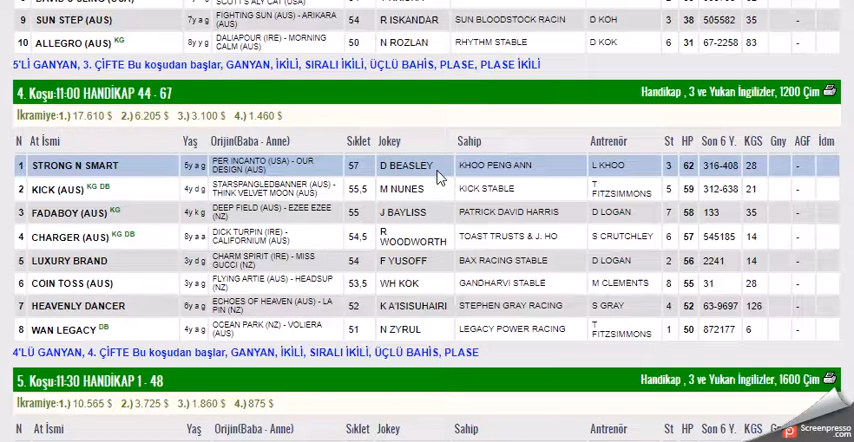 SCOTT'S ALY CAT (USA)
9 SUN STEP (AUS) 7y a g FIGHTING SUN (AUS) - ARIKARA (AUS) 54 R ISKANDAR SUN BLOODSTOCK RACIN D KOH 3 38 505582 35 -
10 ALLEGRO (AUS) KG 8y y g DALIAPOUR (IRE) - MORNING CALM (AUS) 50 N ROZLAN RHYTHM STABLE D KOK 6 31 67-2258 83 -
5'Lİ GANYAN, 3. ÇİFTE Bu koşudan başlar, GANYAN, İKİLİ, SIRALI İKİLİ, ÜÇLÜ BAHİS, PLASE, PLASE İKİLİ
4. Koşu:11:00 HANDİKAP 44 - 67 Handikap , 3 ve Yukarı İngilizler, 1200 Çim
İkramiye:1.) 17.610 $ 2.) 6.205 $ 3.) 3.100 $ 4.) 1.460 $
N At İsmi Yaş Orijin(Baba - Anne) Sıklet Jokey Sahip Antrenör St HP Son 6 Y. KGS Gny AGF İdm
1 STRONG N SMART 5y a g PER INCANTO (USA) - OUR DESIGN (AUS) 57 D BEASLEY KHOO PENG ANN L KHOO 3 62 316-408 28 -
2 KICK (AUS) KG DB 4y d g STARSPANGLEDBANNER (AUS) - THINK VELVET MOON (AUS) 55,5 M NUNES KICK STABLE T FITZSIMMONS 5 59 312-638 21 -
3 FADABOY (AUS) KG 4y k g DEEP FIELD (AUS) - EZEE EZEE (NZ) 55 J BAYLISS PATRICK DAVID HARRIS D LOGAN 7 58 133 35 -
4 CHARGER (AUS) KG DB 8y a a DICK TURPIN (IRE) - CALIFORNIUM (AUS) 54,5 R WOODWORTH TOAST TRUSTS & J. HO S CRUTCHLEY 6 57 545185 14 -
5 LUXURY BRAND 3y d g CHARM SPIRIT (IRE) - MISS GUCCI (NZ) 54 F YUSOFF BAX RACING STABLE D LOGAN 2 56 2241 14 -
6 COIN TOSS (AUS) 3y a g FLYING ARTIE (AUS) - HEADSUP (NZ) 53,5 WH KOK GANDHARVI STABLE M CLEMENTS 8 55 31 28 -
7 HEAVENLY DANCER 6y a g ECHOES OF HEAVEN (AUS) - LA PIN (NZ) 52 K A'ISISUHAIRI STEPHEN GRAY RACING S GRAY 4 52 63-9697 126 -
8 WAN LEGACY DB 4y d g OCEAN PARK (NZ) - VOLIERA (AUS) 51 N ZYRUL LEGACY POWER RACING T FITZSIMMONS 1 50 872177 6 -
4'LÜ GANYAN, 4. ÇİFTE Bu koşudan başlar, GANYAN, İKİLİ, SIRALI İKİLİ, ÜÇLÜ BAHİS, PLASE
5. Koşu:11:30 HANDİKAP 1 - 48 Handikap , 3 ve Yukarı İngilizler, 1600 Çim
İkramiye:1.) 10.565 $ 2.) 3.725 $ 3.) 1.860 $ 4.) 875 $
N At İsmi Yaş Orijin(Baba - Anne) Sıklet Jokey Sahip Antrenör St HP Son 6 Y. KGS
Screenpresso
.com